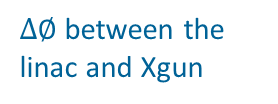 ΔØ between the
linac and Xgun